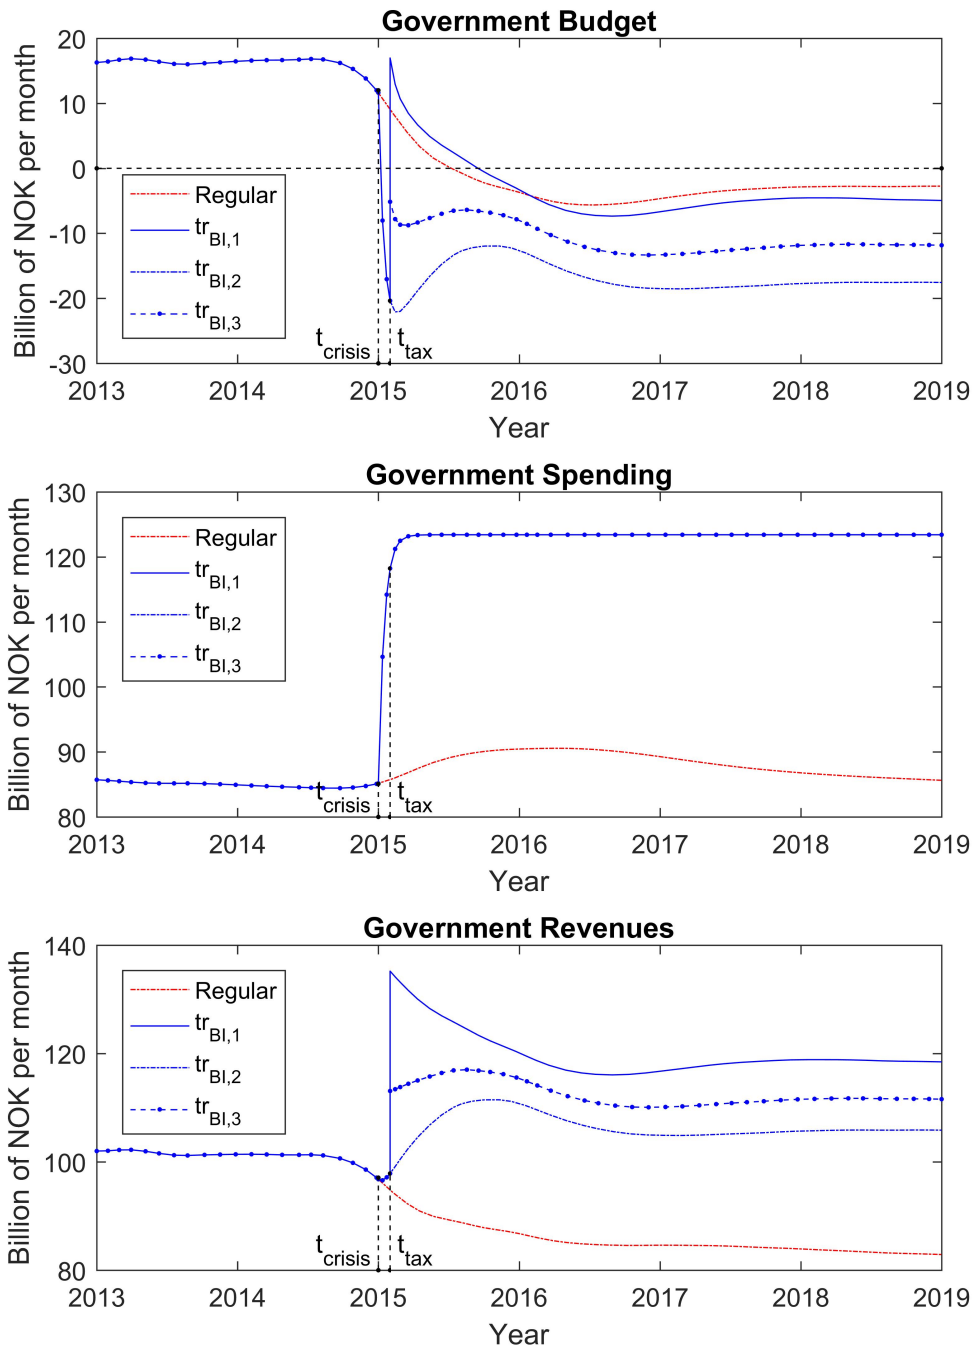 Government Budget
Billion of NOK per month
20
10
0
-10
-20
-30
Regular
tr_BI,1
tr_BI,2
tr_BI,3
t_crisis t_tax
2013 2014 2015 2016 2017 2018 2019
Year
Government Spending
Billion of NOK per month
130
120
110
100
90
80
Regular
tr_BI,1
tr_BI,2
tr_BI,3
t_crisis t_tax
2013 2014 2015 2016 2017 2018 2019
Year
Government Revenues
Billion of NOK per month
140
120
100
80
Regular
tr_BI,1
tr_BI,2
tr_BI,3
t_crisis t_tax
2013 2014 2015 2016 2017 2018 2019
Year